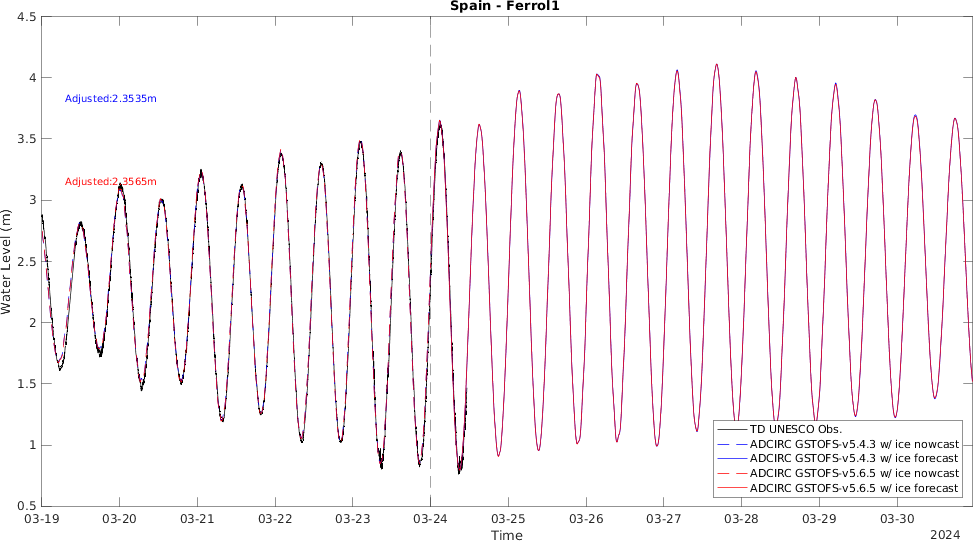 Spain - Ferrol1
4.5
4
3.5
3
2.5
2
1.5
1
0.5
Water Level (m)
Adjusted:2.3535m
Adjusted:2.3565m
TD UNESCO Obs.
ADCIRC GSTOFS-v5.4.3 w/ ice nowcast
ADCIRC GSTOFS-v5.4.3 w/ ice forecast
ADCIRC GSTOFS-v5.6.5 w/ ice nowcast
ADCIRC GSTOFS-v5.6.5 w/ ice forecast
03-19 03-20 03-21 03-22 03-23 03-24 03-25 03-26 03-27 03-28 03-29 03-30
Time
2024